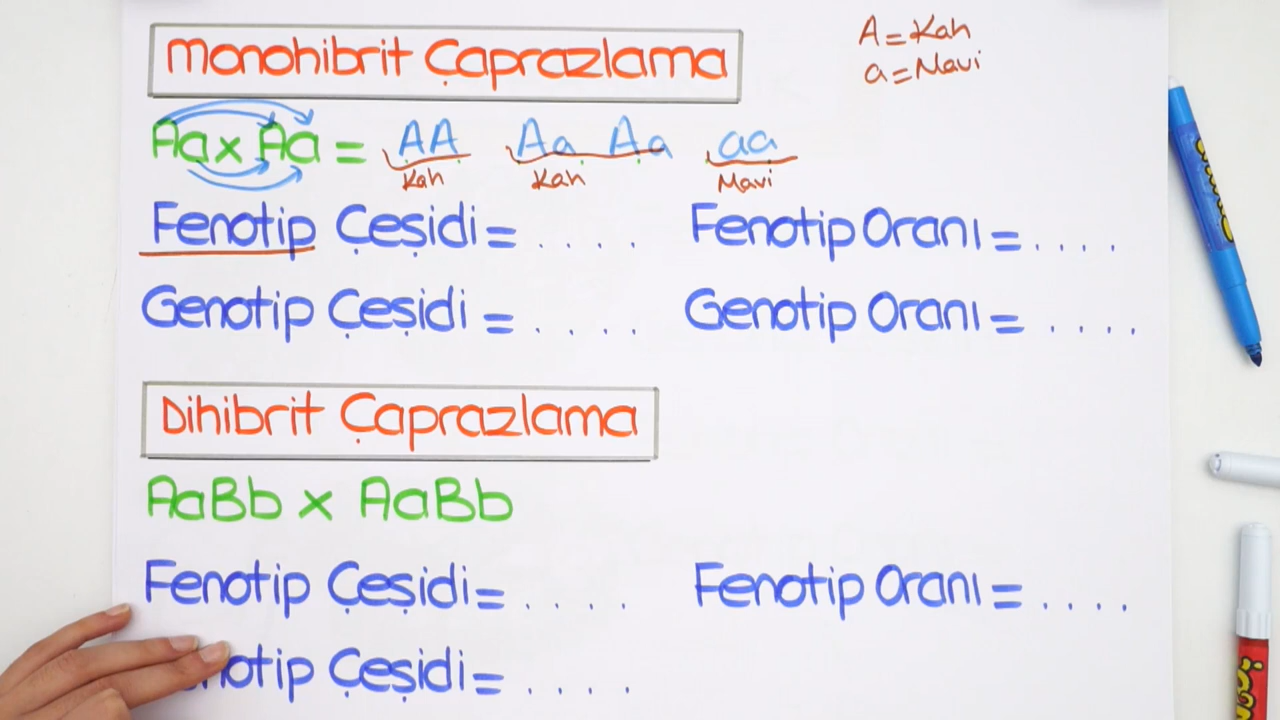 Monohibrit Çaprazlama
A = Kah
a = Mavi
Aa x Aa = AA Aa Aa aa
Kah Kah Mavi
Fenotip Çeşidi = .... Fenotip Oranı = ....
Genotip Çeşidi = .... Genotip Oranı = ....
Dihibrit Çaprazlama
AaBb x AaBb
Fenotip Çeşidi = .... Fenotip Oranı = ....
notip Çeşidi = ....